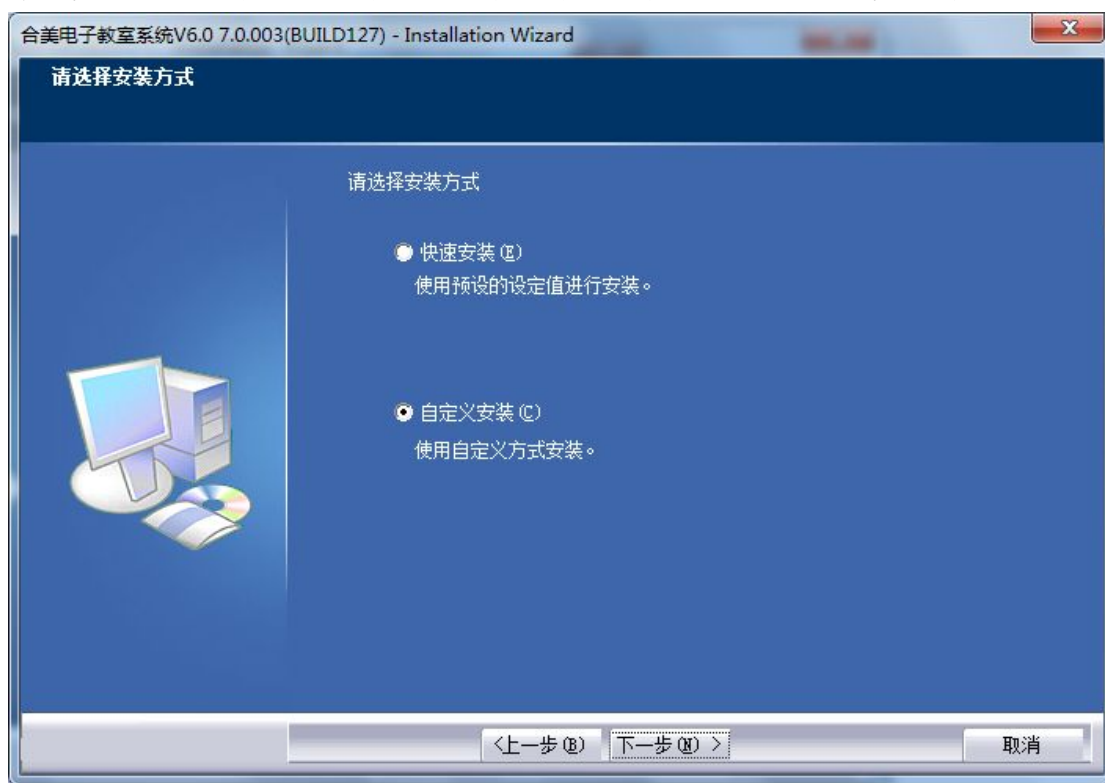 合美电子教室系统V6.0 7.0.003(BUILD127) - Installation Wizard
请选择安装方式
请选择安装方式
快速安装(E)
使用预设的设定值进行安装。
自定义安装(C)
使用自定义方式安装。
<上一步(B) 下一步(N) > 取消